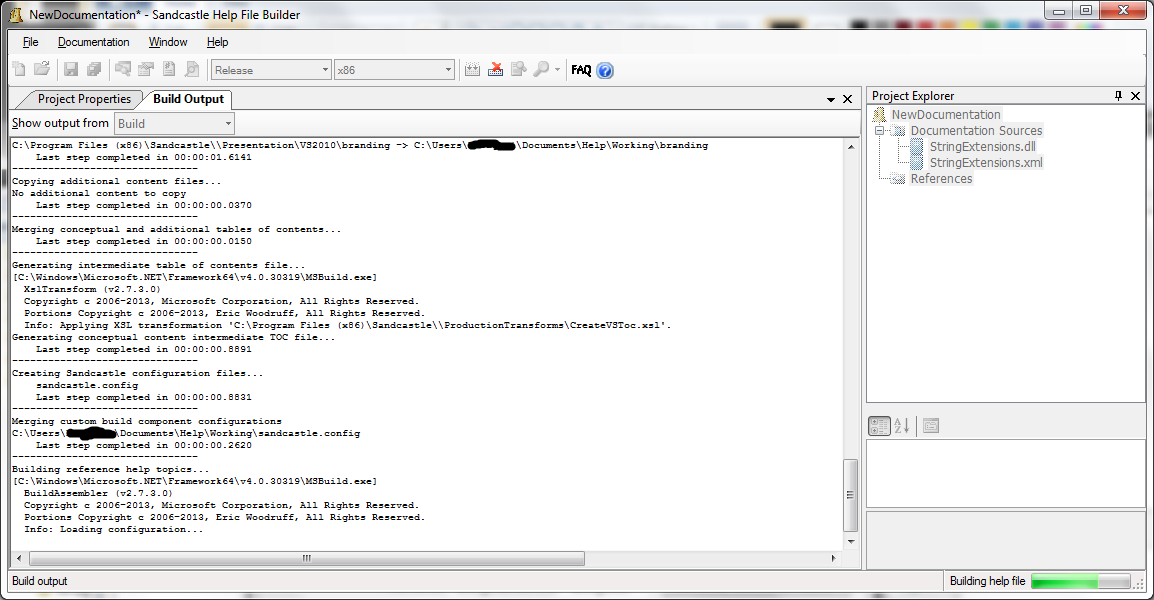 NewDocumentation* - Sandcastle Help File Builder
File Documentation Window Help
Release x86 FAQ
Project Properties Build Output
Show output from Build
C:\Program Files (x86)\Sandcastle\\Presentation\VS2010\branding -> C:\Users\ \Documents\Help\Working\branding
Last step completed in 00:00:01.6141
-------------------------------
Copying additional content files...
No additional content to copy
Last step completed in 00:00:00.0370
-------------------------------
Merging conceptual and additional tables of contents...
Last step completed in 00:00:00.0150
-------------------------------
Generating intermediate table of contents file...
[C:\Windows\Microsoft.NET\Framework64\v4.0.30319\MSBuild.exe]
XslTransform (v2.7.3.0)
Copyright c 2006-2013, Microsoft Corporation, All Rights Reserved.
Portions Copyright c 2006-2013, Eric Woodruff, All Rights Reserved.
Info: Applying XSL transformation 'C:\Program Files (x86)\Sandcastle\\ProductionTransforms\CreateVSToc.xsl'.
Generating conceptual content intermediate TOC file...
Last step completed in 00:00:00.8891
-------------------------------
Creating Sandcastle configuration files...
sandcastle.config
Last step completed in 00:00:00.8831
-------------------------------
Merging custom build component configurations
C:\Users\ \Documents\Help\Working\sandcastle.config
Last step completed in 00:00:00.2620
-------------------------------
Building reference help topics...
[C:\Windows\Microsoft.NET\Framework64\v4.0.30319\MSBuild.exe]
BuildAssembler (v2.7.3.0)
Copyright c 2006-2013, Microsoft Corporation, All Rights Reserved.
Portions Copyright c 2006-2013, Eric Woodruff, All Rights Reserved.
Info: Loading configuration...
Project Explorer
NewDocumentation
Documentation Sources
StringExtensions.dll
StringExtensions.xml
References
Build output
Building help file